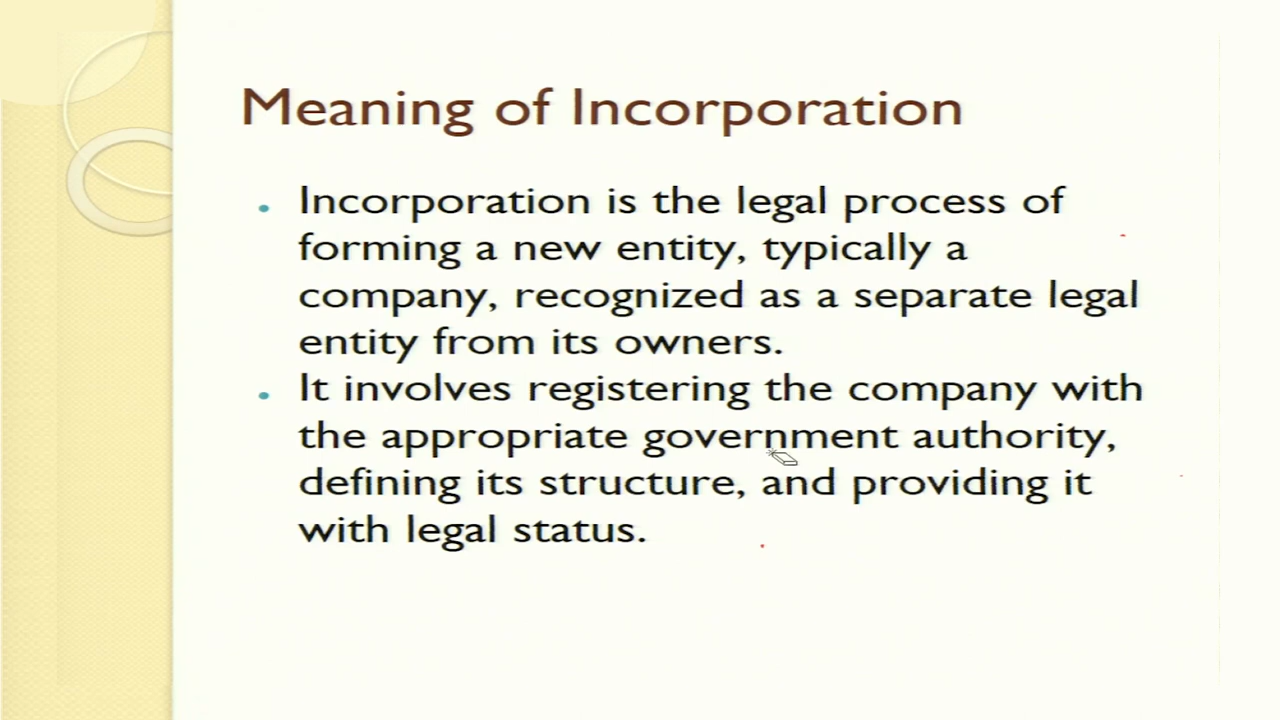 Meaning of Incorporation
• Incorporation is the legal process of
forming a new entity, typically a
company, recognized as a separate legal
entity from its owners.
• It involves registering the company with
the appropriate government authority,
defining its structure, and providing it
with legal status.